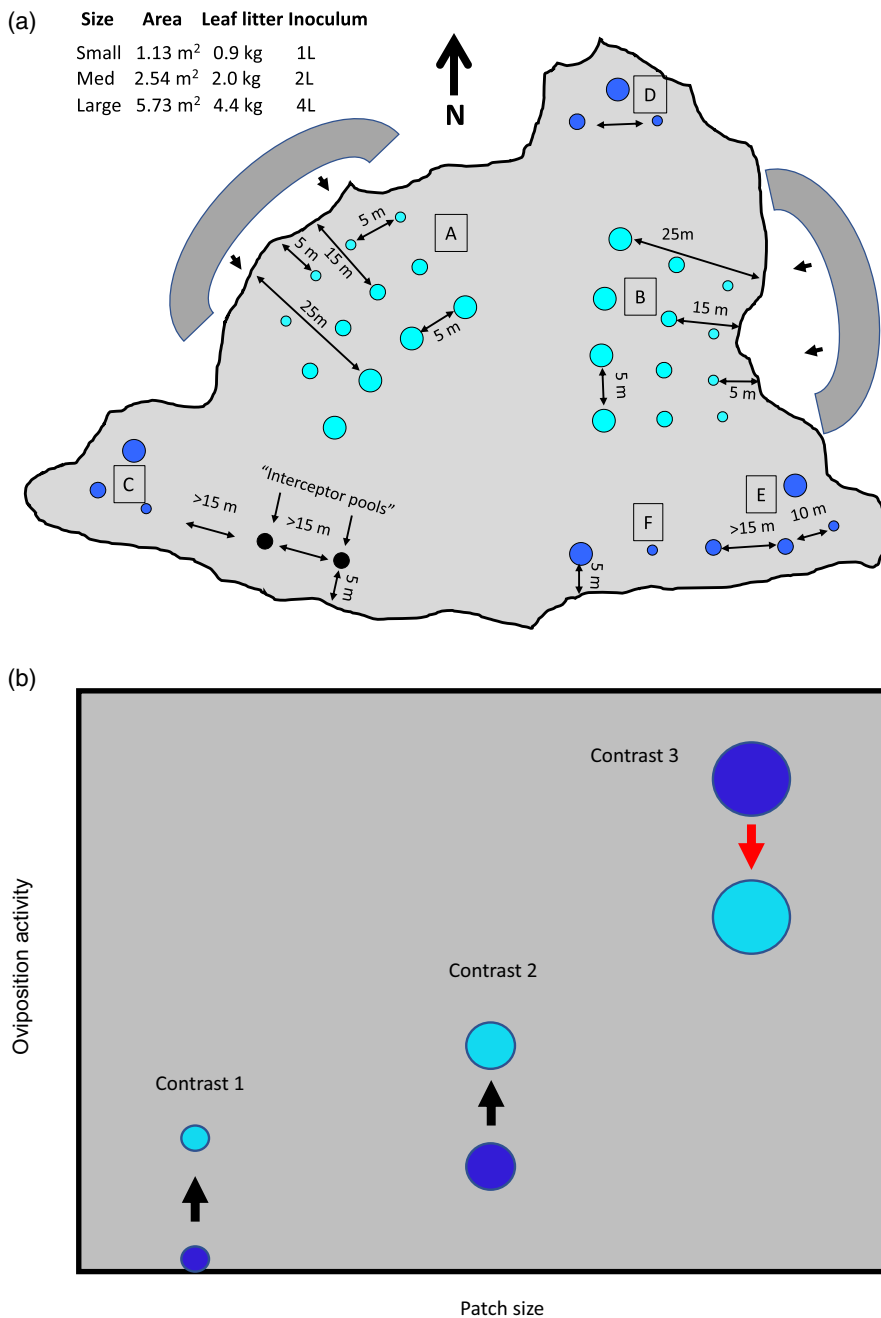 (a)
Size Area Leaf litter Inoculum
Small 1.13 m² 0.9 kg 1L
Med 2.54 m² 2.0 kg 2L
Large 5.73 m² 4.4 kg 4L
N
D
A
5 m
5 m
15 m
25m
5 m
25m
B
15 m
5 m
5 m
C
>15 m
"Interceptor pools"
>15 m
5 m
E
F
>15 m
10 m
5 m
(b)
Contrast 3
Contrast 2
Contrast 1
Oviposition activity
Patch size